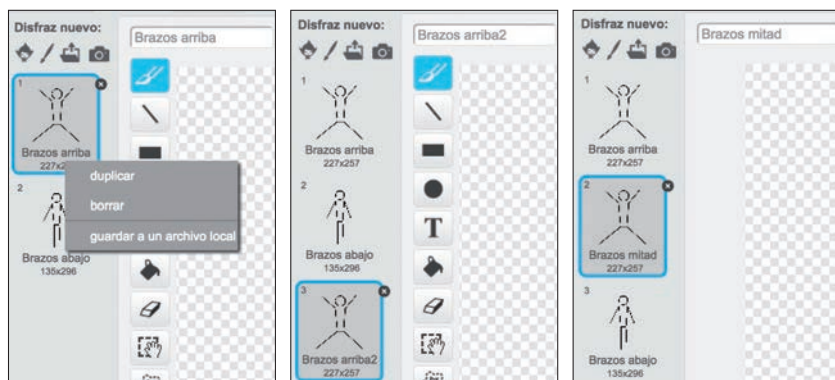 Disfraz nuevo:
Brazos arriba
1
Brazos arriba
duplicar
borrar
guardar a un archivo local
2
Brazos abajo
135x296
Disfraz nuevo:
Brazos arriba2
1
Brazos arriba
227x257
2
T
Brazos abajo
135x296
3
Brazos arriba2
227x257
Disfraz nuevo:
Brazos mitad
1
Brazos arriba
227x257
2
Brazos mitad
227x257
3
Brazos abajo
135x296